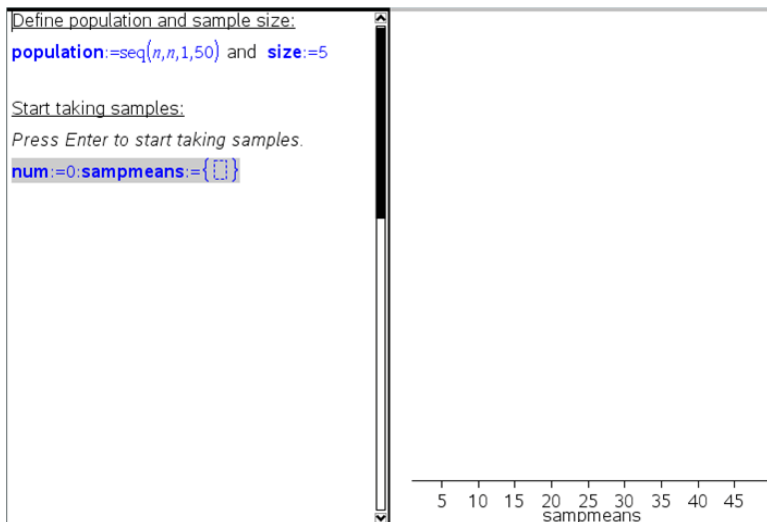 Define population and sample size:
population:=seq(n,n,1,50) and size:=5
Start taking samples:
Press Enter to start taking samples.
num:=0:sampmeans:={⬚}
5 10 15 20 25 30 35 40 45
sampmeans